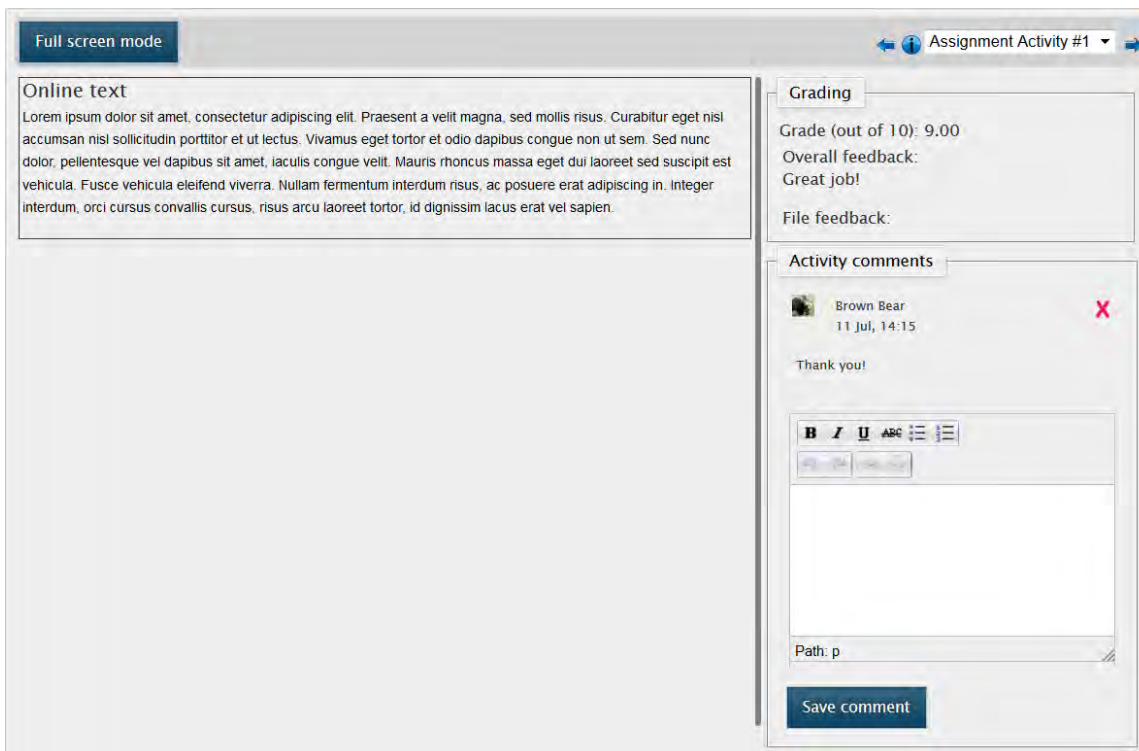 Full screen mode
Assignment Activity #1
Online text
Lorem ipsum dolor sit amet, consectetur adipiscing elit. Praesent a velit magna, sed mollis risus. Curabitur eget nisl
accumsan nisl sollicitudin porttitor et ut lectus. Vivamus eget tortor et odio dapibus congue non ut sem. Sed nunc
dolor, pellentesque vel dapibus sit amet, iaculis congue velit. Mauris rhoncus massa eget dui laoreet sed suscipit est
vehicula. Fusce vehicula eleifend viverra. Nullam fermentum interdum risus, ac posuere erat adipiscing in. Integer
interdum, orci cursus convallis cursus, risus arcu laoreet tortor, id dignissim lacus erat vel sapien.
Grading
Grade (out of 10): 9.00
Overall feedback:
Great job!
File feedback:
Activity comments
Brown Bear
X
11 Jul, 14:15
Thank you!
B I U ABC
Path: p
Save comment